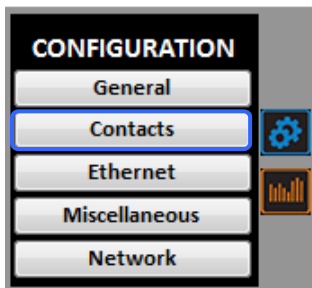 CONFIGURATION
General
Contacts
Ethernet
Miscellaneous
Network